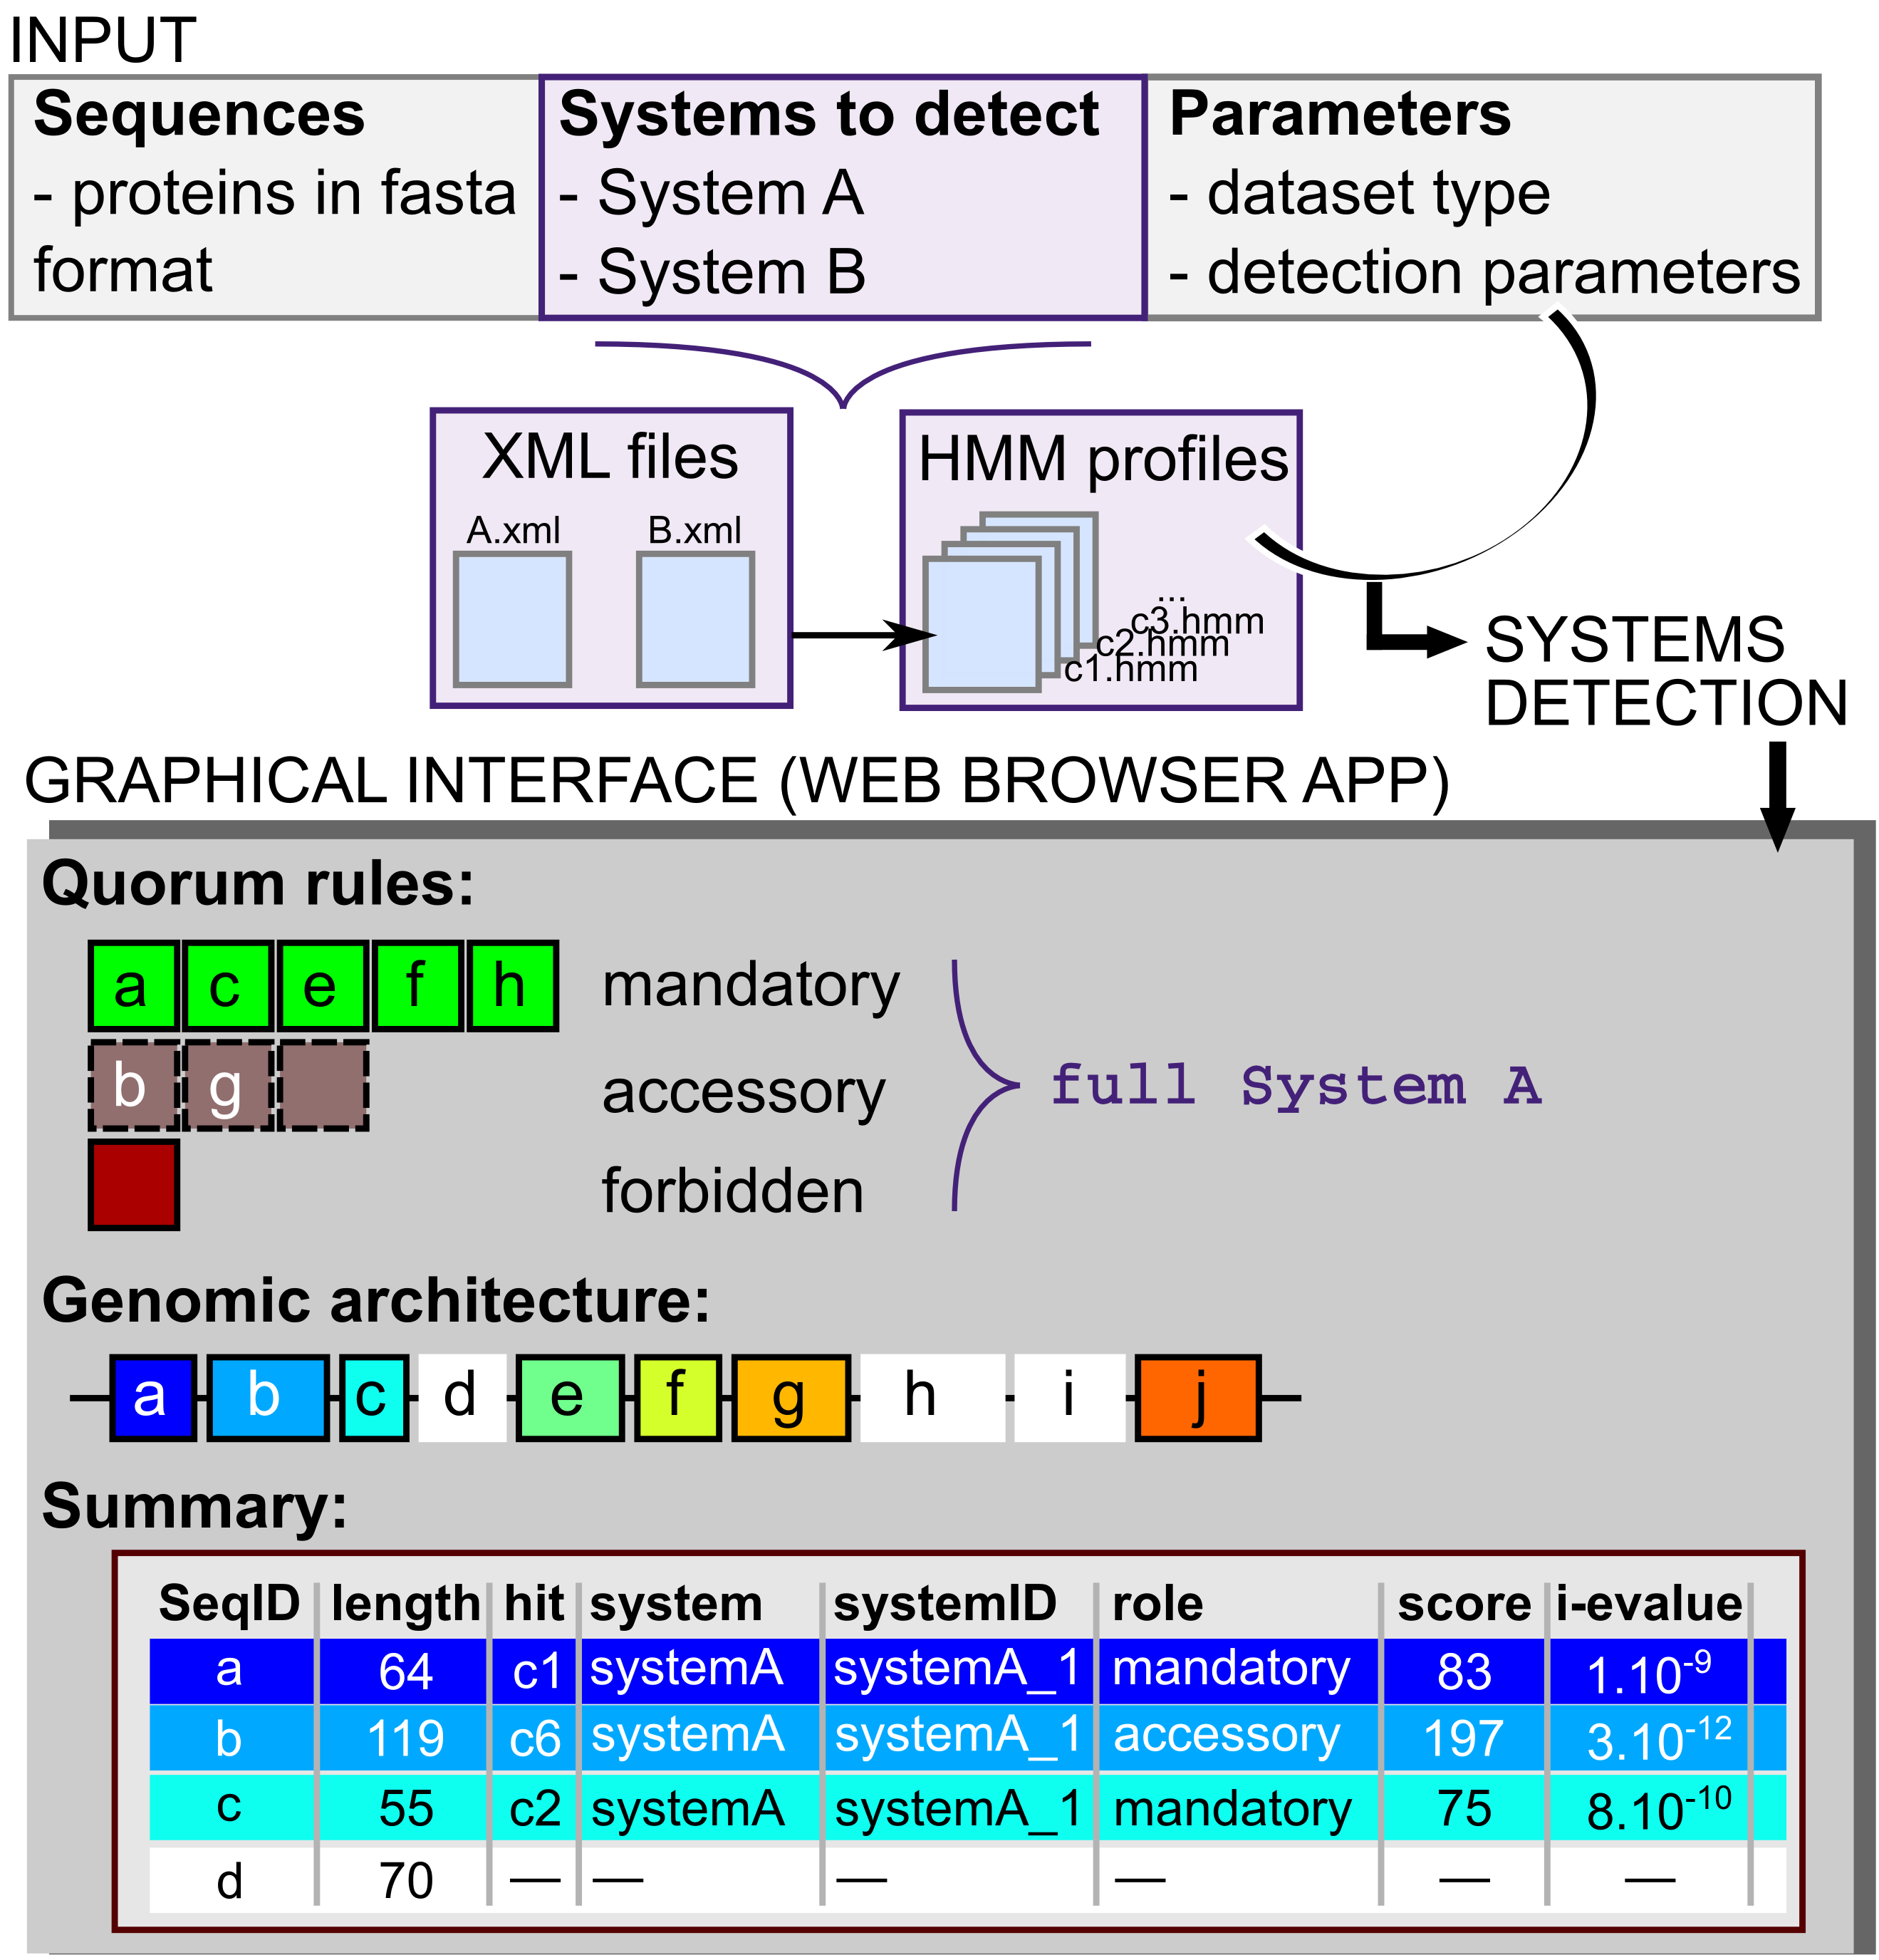 INPUT
Sequences
- proteins in fasta
format
Systems to detect
- System A
- System B
Parameters
- dataset type
- detection parameters
XML files
A.xml B.xml
HMM profiles
...
c3.hmm
c2.hmm
c1.hmm
SYSTEMS
DETECTION
GRAPHICAL INTERFACE (WEB BROWSER APP)
Quorum rules:
a c e f h mandatory
b g accessory
full System A
forbidden
Genomic architecture:
a b c d e f g h i j
Summary:
SeqID length hit system systemID role score i-evalue
a 64 c1 systemA systemA_1 mandatory 83 1.10⁻⁹
b 119 c6 systemA systemA_1 accessory 197 3.10⁻¹²
c 55 c2 systemA systemA_1 mandatory 75 8.10⁻¹⁰
d 70 — — — — — —